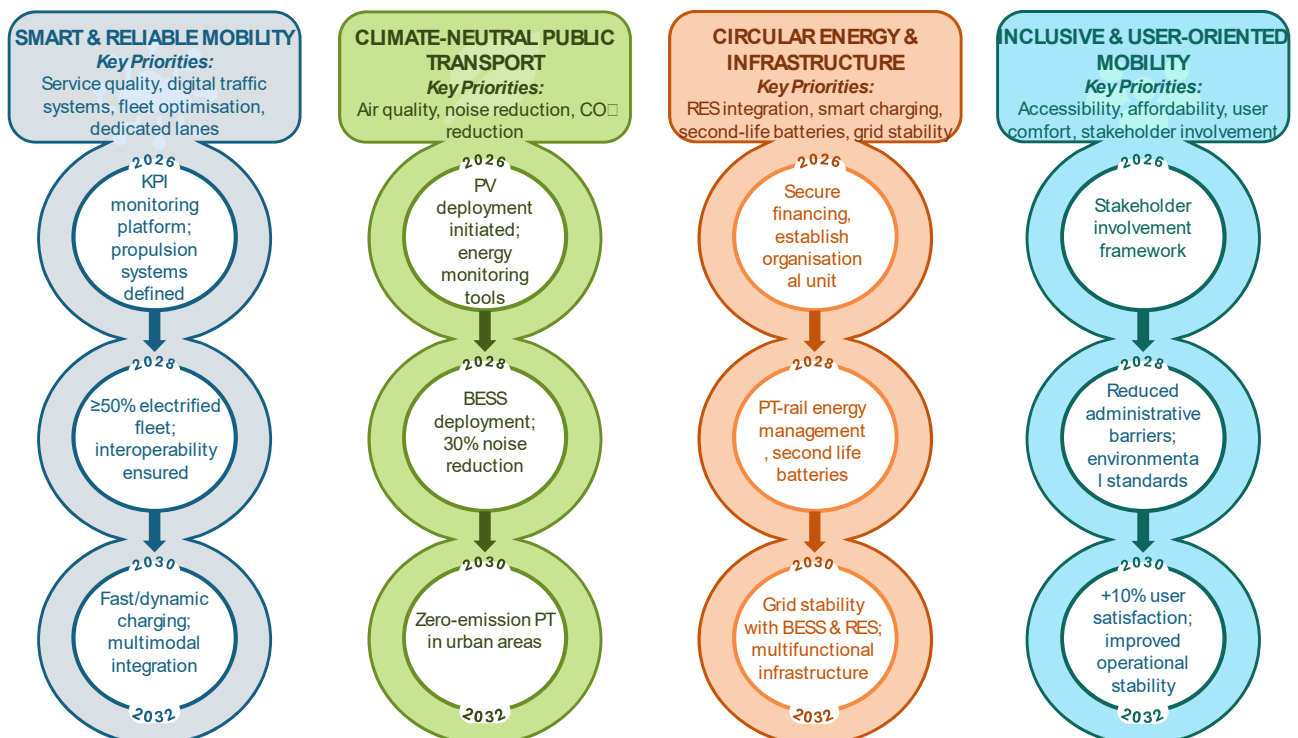 SMART & RELIABLE MOBILITY
Key Priorities:
Service quality, digital traffic
systems, fleet optimisation,
dedicated lanes
2026
KPI
monitoring
platform;
propulsion
systems
defined
2028
≥50% electrified
fleet;
interoperability
ensured
2030
Fast/dynamic
charging;
multimodal
integration
2032
CLIMATE-NEUTRAL PUBLIC
TRANSPORT
Key Priorities:
Air quality, noise reduction, CO□
reduction
2026
PV
deployment
initiated;
energy
monitoring
tools
2028
BESS
deployment;
30% noise
reduction
2030
Zero-emission PT
in urban areas
2032
CIRCULAR ENERGY &
INFRASTRUCTURE
Key Priorities:
RES integration, smart charging,
second-life batteries, grid stability
2026
Secure
financing,
establish
organisation
al unit
2028
PT-rail energy
management
, second life
batteries
2030
Grid stability
with BESS & RES;
multifunctional
infrastructure
2032
INCLUSIVE & USER-ORIENTED
MOBILITY
Key Priorities:
Accessibility, affordability, user
comfort, stakeholder involvement
2026
Stakeholder
involvement
framework
2028
Reduced
administrative
barriers;
environmenta
l standards
2030
+10% user
satisfaction;
improved
operational
stability
2032